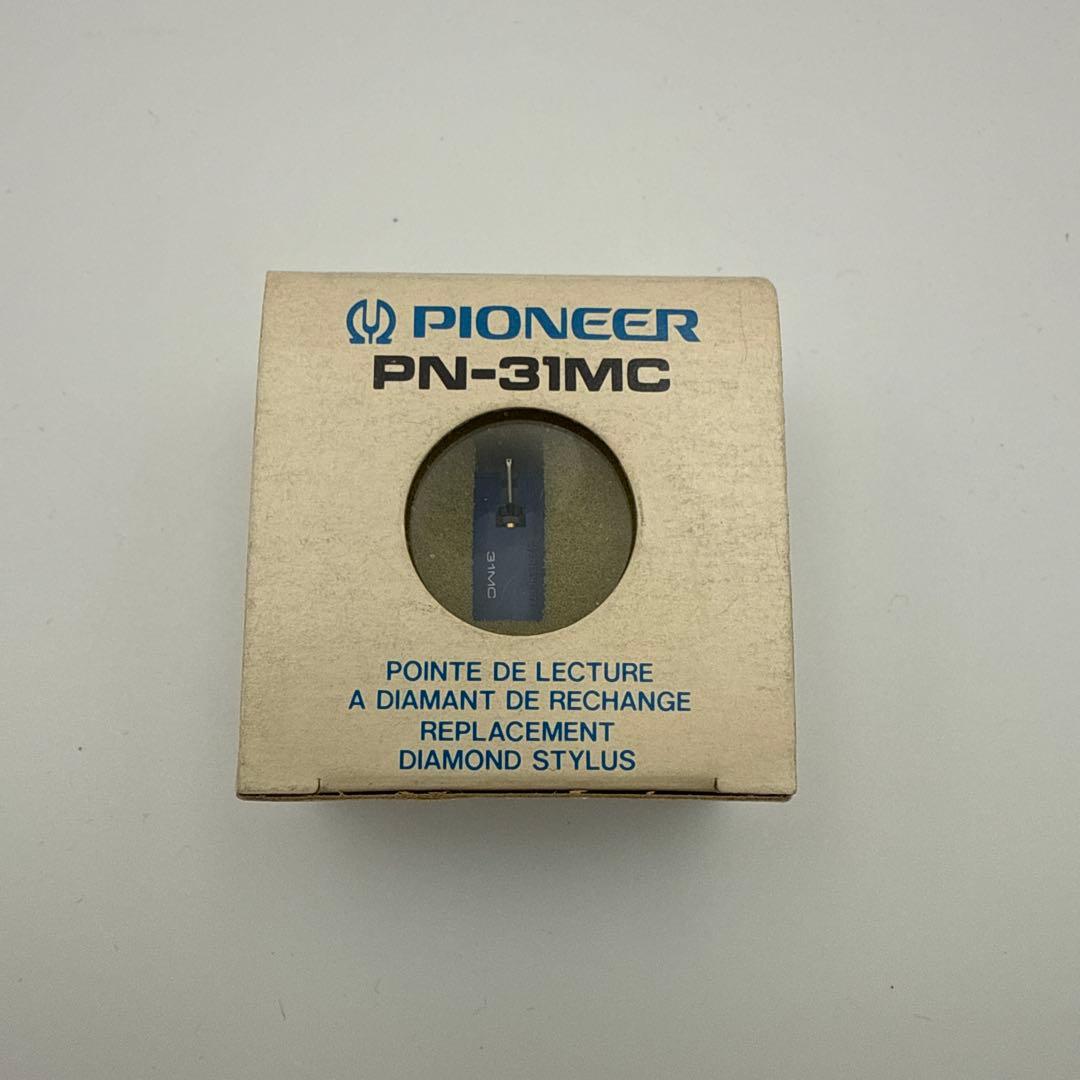 PIONEER
PN-31MC
31MC
POINTE DE LECTURE
A DIAMANT DE RECHANGE
REPLACEMENT
DIAMOND STYLUS